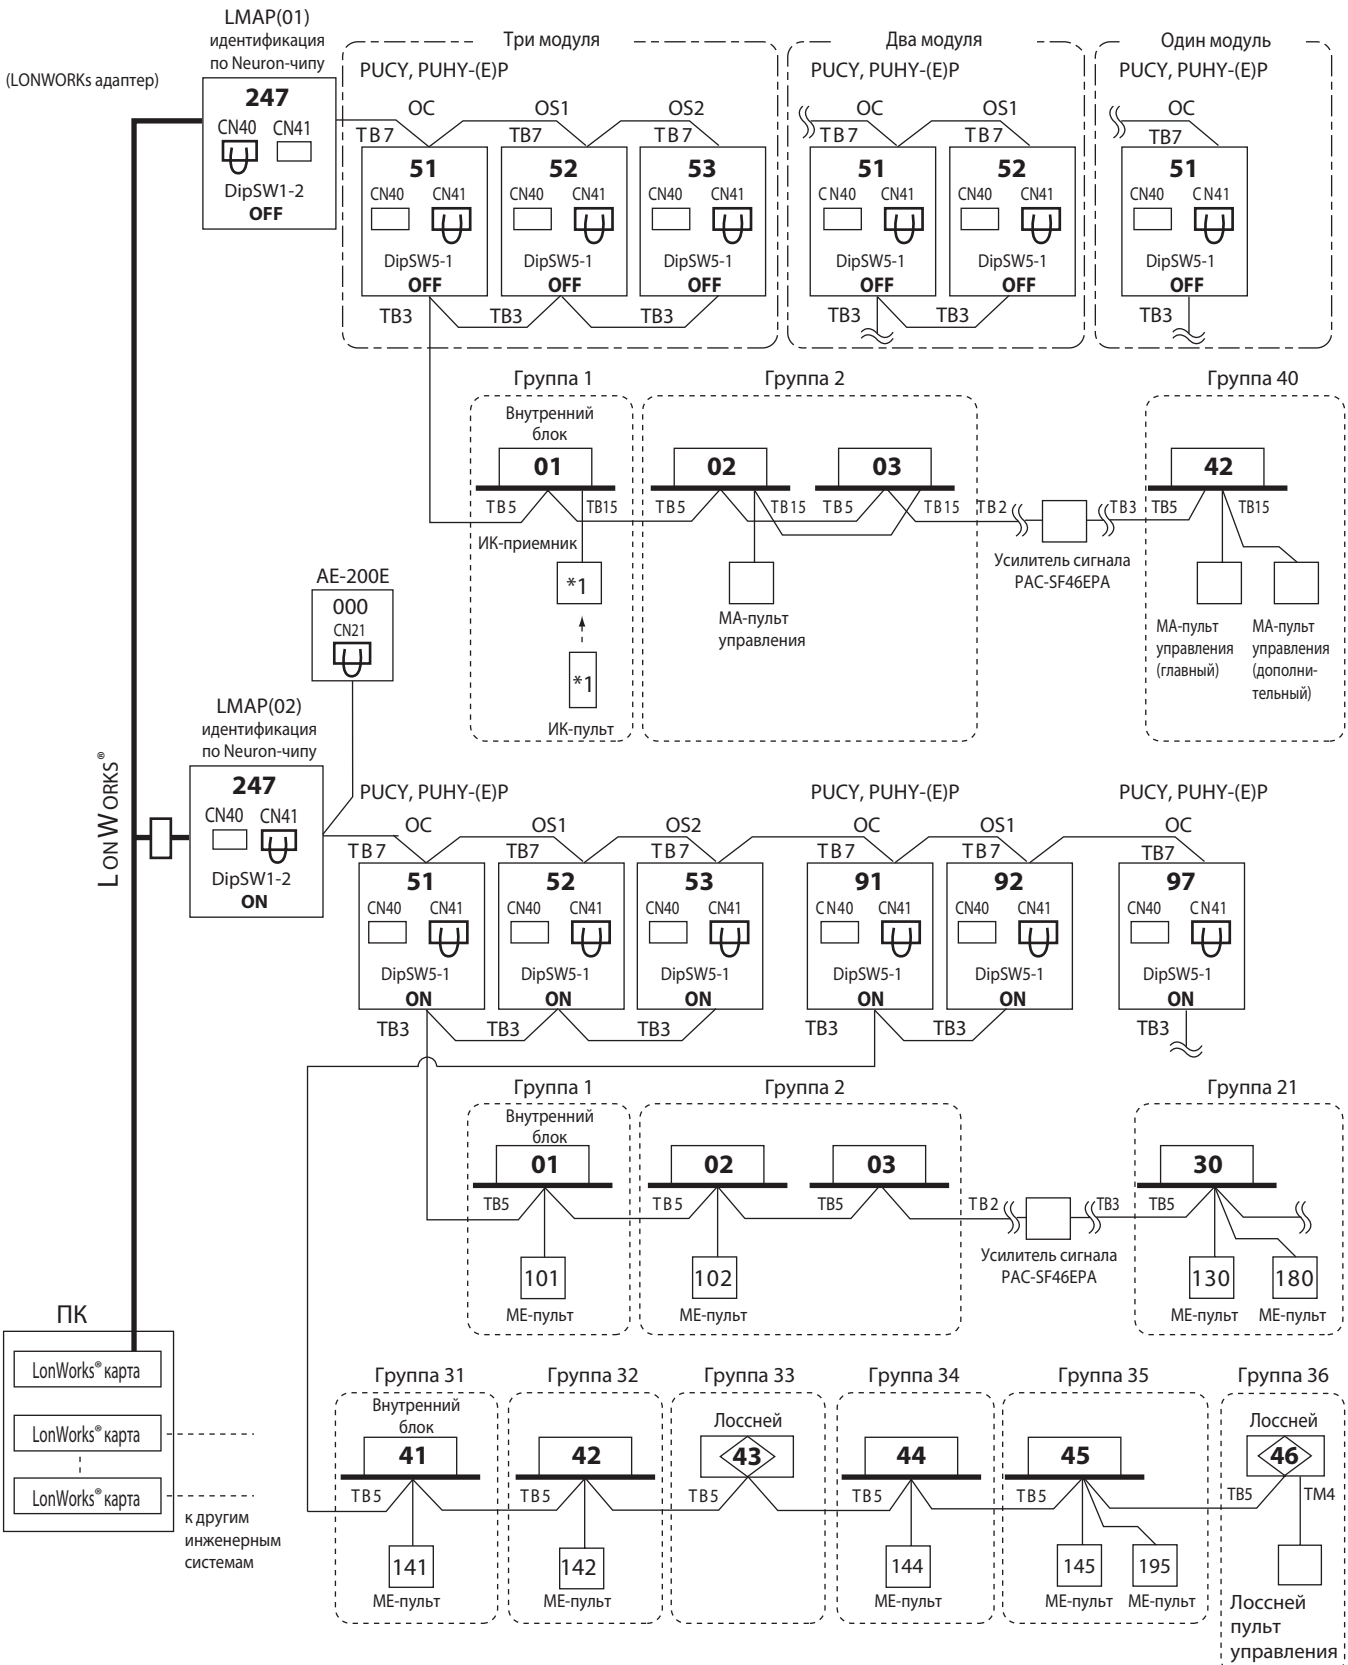 LMAP(01)
идентификация
по Neuron-чипу
(LONWORKs адаптер)
247
CN40 CN41
DipSW1-2
OFF
Три модуля
PUCY, PUHY-(E)P
OC OS1 OS2
TB7 TB7 TB7
51 52 53
CN40 CN41 CN40 CN41 CN40 CN41
DipSW5-1 DipSW5-1 DipSW5-1
OFF OFF OFF
TB3 TB3 TB3
Два модуля
PUCY, PUHY-(E)P
OC OS1
TB7 TB7
51 52
CN40 CN41 CN40 CN41
DipSW5-1 DipSW5-1
OFF OFF
TB3 TB3
Один модуль
PUCY, PUHY-(E)P
OC
TB7
51
CN40 CN41
DipSW5-1
OFF
TB3
Группа 1 Группа 2 Группа 40
Внутренний
блок
01 02 03 42
TB5 TB15 TB5 TB15 TB5 TB15 TB2 TB3 TB5 TB15
ИК-приемник
*1
*1
ИК-пульт
МА-пульт
управления
Усилитель сигнала
PAC-SF46EPA
МА-пульт
управления
(главный)
МА-пульт
управления
(дополни-
тельный)
AE-200E
000
CN21
LMAP(02)
идентификация
по Neuron-чипу
247
CN40 CN41
DipSW1-2
ON
LONWORKS®
PUCY, PUHY-(E)P PUCY, PUHY-(E)P PUCY, PUHY-(E)P
OC OS1 OS2 OC OS1 OC
TB7 TB7 TB7 TB7 TB7 TB7
51 52 53 91 92 97
CN40 CN41 CN40 CN41 CN40 CN41 CN40 CN41 CN40 CN41 CN40 CN41
DipSW5-1 DipSW5-1 DipSW5-1 DipSW5-1 DipSW5-1 DipSW5-1
ON ON ON ON ON ON
TB3 TB3 TB3 TB3 TB3 TB3
Группа 1 Группа 2 Группа 21
Внутренний
блок
01 02 03 30
TB5 TB5 TB5 TB2 TB3 TB5
Усилитель сигнала
PAC-SF46EPA
101 102 130 180
МЕ-пульт МЕ-пульт МЕ-пульт МЕ-пульт
ПК
LonWorks® карта
LonWorks® карта
LonWorks® карта
к другим
инженерным
системам
Группа 31 Группа 32 Группа 33 Группа 34 Группа 35 Группа 36
Внутренний
блок
Лоссней Лоссней
41 42 43 44 45 46
TB5 TB5 TB5 TB5 TB5 TB5 TM4
141 142 144 145 195
МЕ-пульт МЕ-пульт МЕ-пульт МЕ-пульт МЕ-пульт
Лоссней
пульт
управления